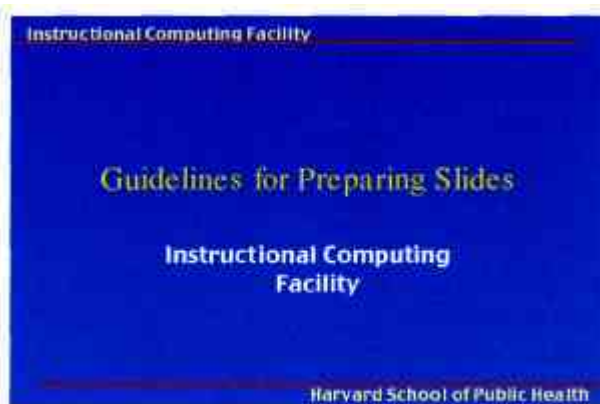 Instructional Computing Facility
Guidelines for Preparing Slides
Instructional Computing
Facility
Harvard School of Public Health